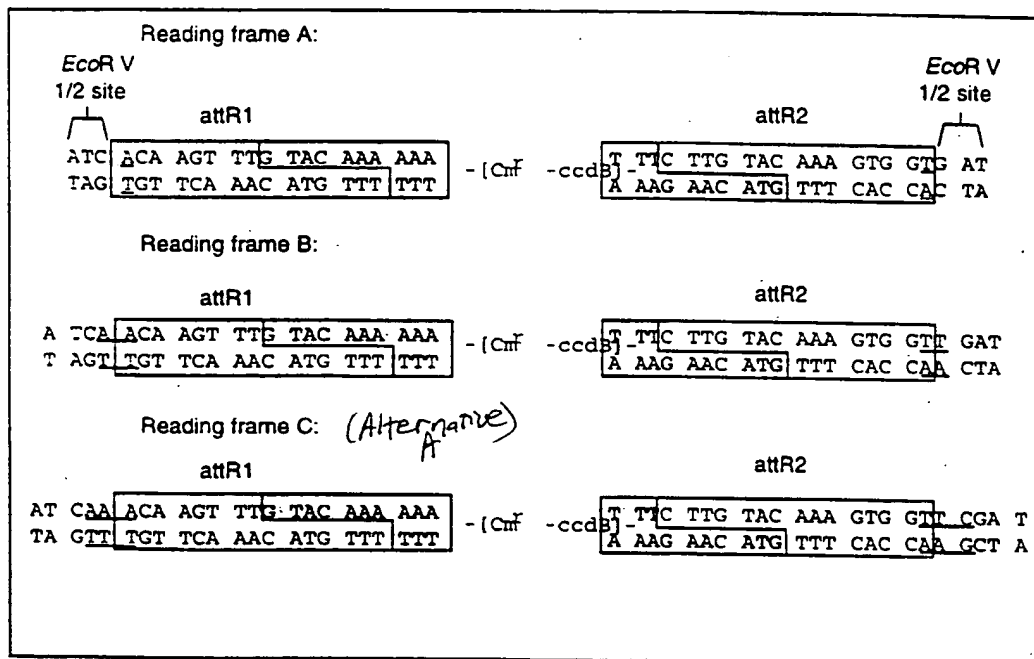 Reading frame A:
EcoR V
1/2 site
EcoR V
1/2 site
attR1
attR2
ATC ACA AGT TTG TAC AAA AAA
TAG TGT TCA AAC ATG TTT TTT
-[Cmr -ccdB]-
T TTC TTG TAC AAA GTG GTGAT
A AAG AAC ATG TTT CAC CACTA
Reading frame B:
attR1
attR2
A TCA ACA AGT TTG TAC AAA AAA
T AGT TGT TCA AAC ATG TTT TTT
-[Cmr -ccdB]-
T TTC TTG TAC AAA GTG GTT GAT
A AAG AAC ATG TTT CAC CAA CTA
Reading frame C: (Alternative A)
attR1
attR2
AT CAA ACA AGT TTG TAC AAA AAA
TA GTT TGT TCA AAC ATG TTT TTT
-[Cmr -ccdB]-
T TTC TTG TAC AAA GTG GTT CGA T
A AAG AAC ATG TTT CAC CAA GCT A